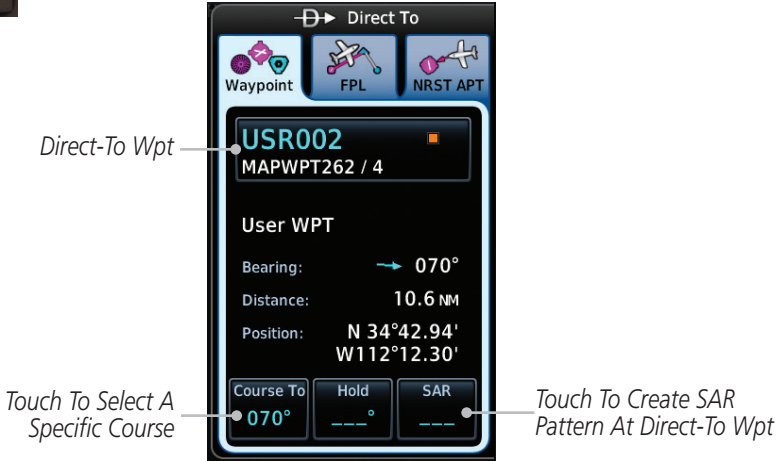 Direct To
Waypoint
FPL
NRST APT
Direct-To Wpt
USR002
MAPWPT262 / 4
User WPT
Bearing: 070°
Distance: 10.6 NM
Position: N 34°42.94'
W112°12.30'
Touch To Select A
Specific Course
Course To
070°
Hold
___°
SAR
___
Touch To Create SAR
Pattern At Direct-To Wpt